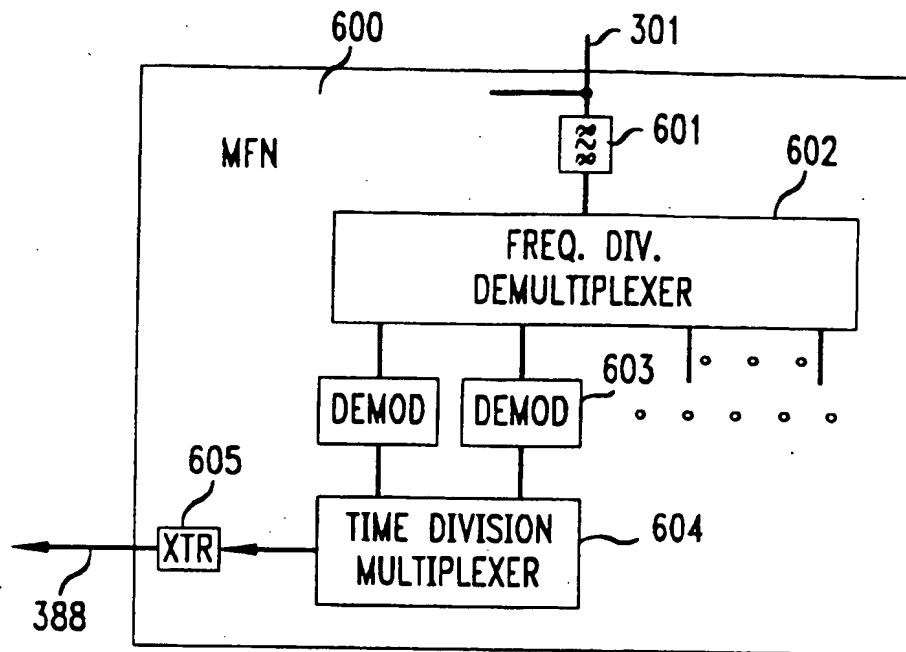 600
301
MFN
601
602
FREQ. DIV.
DEMULTIPLEXER
DEMOD
DEMOD
603
605
XTR
TIME DIVISION
MULTIPLEXER
604
388